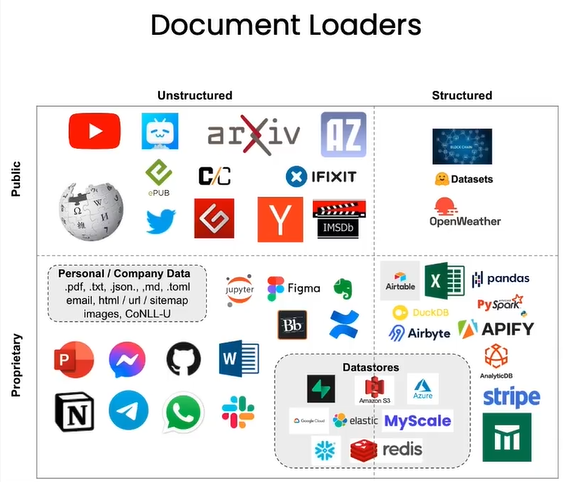 Document Loaders
Unstructured
Structured
Public
arXiv
AZ
BLOCK CHAIN
Datasets
ePUB
C/C
IFIXIT
OpenWeather
IMSDb
Proprietary
Personal / Company Data
.pdf, .txt, .json., ,md, .toml
email, html / url / sitemap
images, CoNLL-U
jupyter
Figma
Bb
Airtable
X
pandas
PySpark
DuckDB
Airbyte
APIFY
AnalyticDB
P
W
N
stripe
Datastores
Amazon S3
Azure
Google Cloud
elastic
MyScale
redis